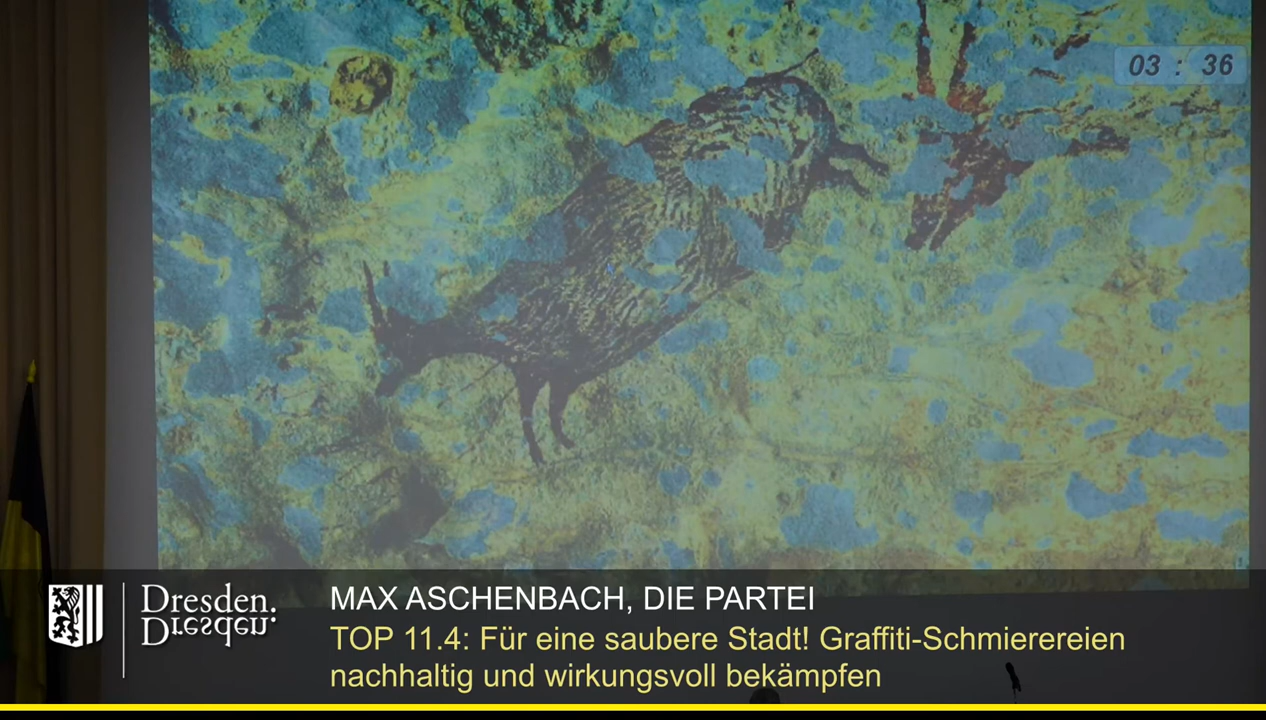 03 : 36
Dresden.
Dresden.
MAX ASCHENBACH, DIE PARTEI
TOP 11.4: Für eine saubere Stadt! Graffiti-Schmierereien
nachhaltig und wirkungsvoll bekämpfen